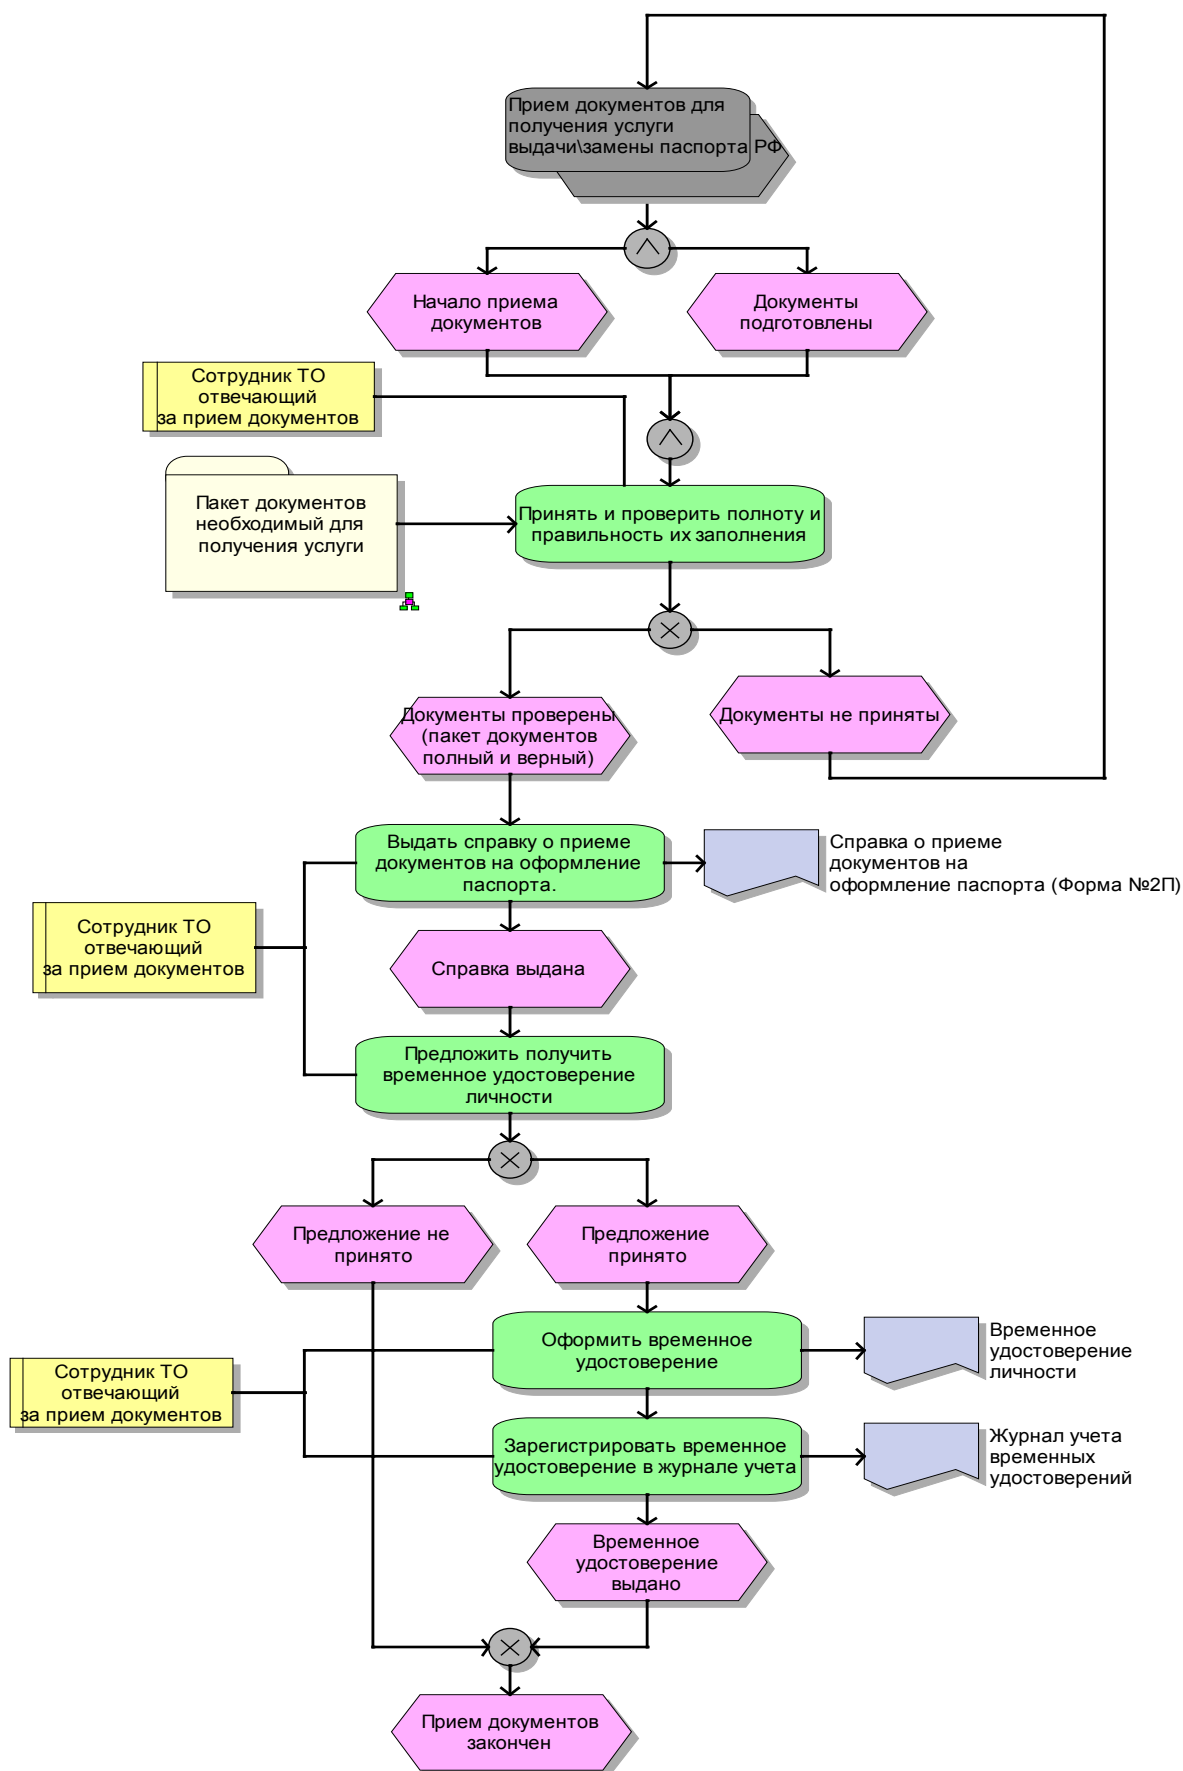 Прием документов для
получения услуги
выдачи\замены паспорта РФ
Начало приема
документов
Документы
подготовлены
Сотрудник ТО
отвечающий
за прием документов
Пакет документов
необходимый для
получения услуги
Принять и проверить полноту и
правильность их заполнения
Документы проверены
(пакет документов
полный и верный)
Документы не приняты
Выдать справку о приеме
документов на оформление
паспорта.
Справка о приеме
документов на
оформление паспорта (Форма №2П)
Сотрудник ТО
отвечающий
за прием документов
Справка выдана
Предложить получить
временное удостоверение
личности
Предложение не
принято
Предложение
принято
Оформить временное
удостоверение
Временное
удостоверение
личности
Сотрудник ТО
отвечающий
за прием документов
Зарегистрировать временное
удостоверение в журнале учета
Журнал учета
временных
удостоверений
Временное
удостоверение
выдано
Прием документов
закончен